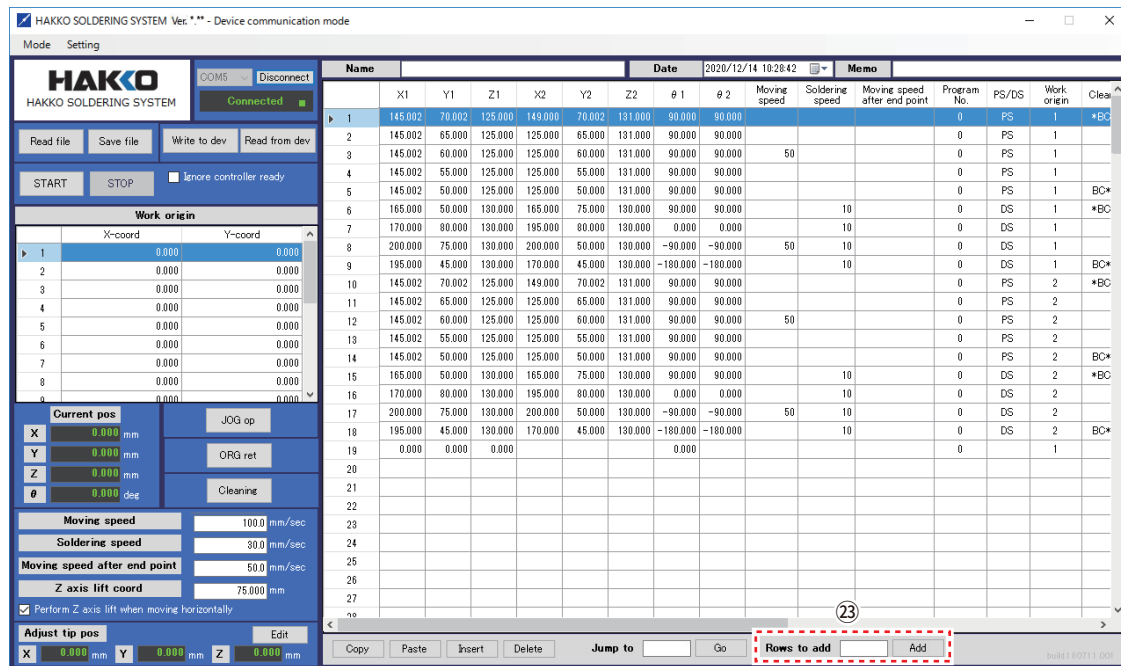 HAKKO SOLDERING SYSTEM Ver. *.** - Device communication mode
Mode Setting
HAKKO
HAKKO SOLDERING SYSTEM
COM5 Disconnect
Connected
Read file Save file Write to dev Read from dev
START STOP Ignore controller ready
Work origin
X-coord Y-coord
1 0.000 0.000
2 0.000 0.000
3 0.000 0.000
4 0.000 0.000
5 0.000 0.000
6 0.000 0.000
7 0.000 0.000
8 0.000 0.000
9 0.000 0.000
Current pos
X 0.000 mm
Y 0.000 mm
Z 0.000 mm
θ 0.000 deg
JOG op
ORG ret
Cleaning
Moving speed 100.0 mm/sec
Soldering speed 30.0 mm/sec
Moving speed after end point 50.0 mm/sec
Z axis lift coord 75.000 mm
Perform Z axis lift when moving horizontally
Adjust tip pos Edit
X 0.000 mm Y 0.000 mm Z 0.000 mm
Name Date 2020/12/14 10:28:42 Memo
X1 Y1 Z1 X2 Y2 Z2 θ 1 θ 2 Moving speed Soldering speed Moving speed after end point Program No. PS/DS Work origin Clea
1 145.002 70.002 125.000 149.000 70.002 131.000 90.000 90.000 0 PS 1 *BC
2 145.002 65.000 125.000 125.000 65.000 131.000 90.000 90.000 0 PS 1
3 145.002 60.000 125.000 125.000 60.000 131.000 90.000 90.000 50 0 PS 1
4 145.002 55.000 125.000 125.000 55.000 131.000 90.000 90.000 0 PS 1
5 145.002 50.000 125.000 125.000 50.000 131.000 90.000 90.000 0 PS 1 BC*
6 165.000 50.000 130.000 165.000 75.000 130.000 90.000 90.000 10 0 DS 1 *BC
7 170.000 80.000 130.000 195.000 80.000 130.000 0.000 0.000 10 0 DS 1
8 200.000 75.000 130.000 200.000 50.000 130.000 -90.000 -90.000 50 10 0 DS 1
9 195.000 45.000 130.000 170.000 45.000 130.000 -180.000 -180.000 10 0 DS 1 BC*
10 145.002 70.002 125.000 149.000 70.002 131.000 90.000 90.000 0 PS 2 *BC
11 145.002 65.000 125.000 125.000 65.000 131.000 90.000 90.000 0 PS 2
12 145.002 60.000 125.000 125.000 60.000 131.000 90.000 90.000 50 0 PS 2
13 145.002 55.000 125.000 125.000 55.000 131.000 90.000 90.000 0 PS 2
14 145.002 50.000 125.000 125.000 50.000 131.000 90.000 90.000 0 PS 2 BC*
15 165.000 50.000 130.000 165.000 75.000 130.000 90.000 90.000 10 0 DS 2 *BC
16 170.000 80.000 130.000 195.000 80.000 130.000 0.000 0.000 10 0 DS 2
17 200.000 75.000 130.000 200.000 50.000 130.000 -90.000 -90.000 50 10 0 DS 2
18 195.000 45.000 130.000 170.000 45.000 130.000 -180.000 -180.000 10 0 DS 2 BC*
19 0.000 0.000 0.000 0.000 0 1
20
21
22
23
24
25
26
27
28
㉓
Copy Paste Insert Delete Jump to Go Rows to add Add